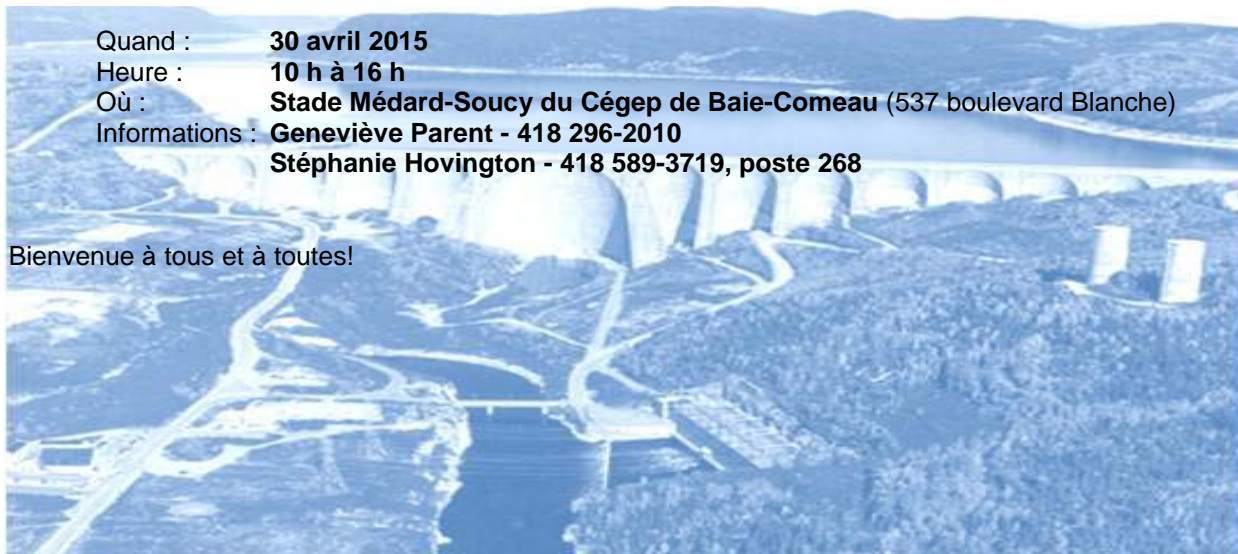 Quand : 30 avril 2015
Heure : 10 h à 16 h
Où : Stade Médard-Soucy du Cégep de Baie-Comeau (537 boulevard Blanche)
Informations : Geneviève Parent - 418 296-2010
Stéphanie Hovington - 418 589-3719, poste 268
Bienvenue à tous et à toutes!